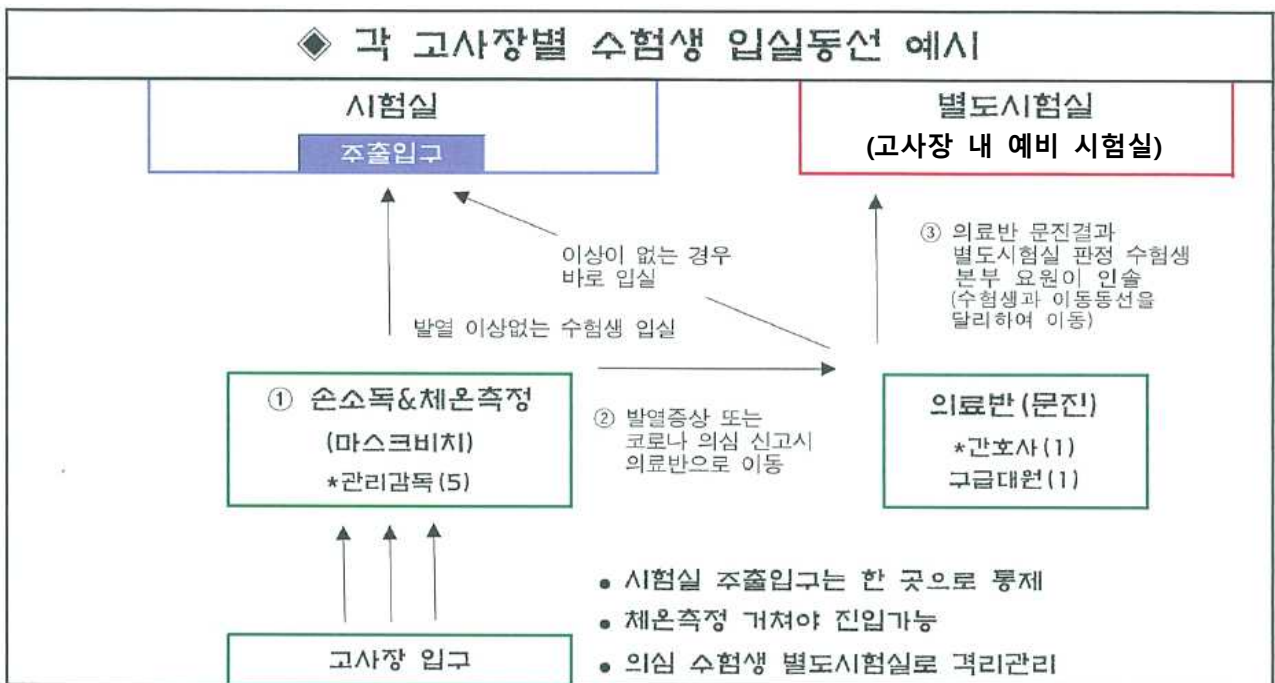 ◈ 각 고사장별 수험생 입실동선 예시
시험실
주출입구
별도시험실
(고사장 내 예비 시험실)
이상이 없는 경우
바로 입실
③ 의료반 문진결과
별도시험실 판정 수험생
본부 요원이 인솔
(수험생과 이동동선을
달리하여 이동)
발열 이상없는 수험생 입실
① 손소독&체온측정
(마스크비치)
*관리감독(5)
② 발열증상 또는
코로나 의심 신고시
의료반으로 이동
의료반(문진)
*간호사(1)
구급대원(1)
고사장 입구
• 시험실 주출입구는 한 곳으로 통제
• 체온측정 거쳐야 진입가능
• 의심 수험생 별도시험실로 격리관리